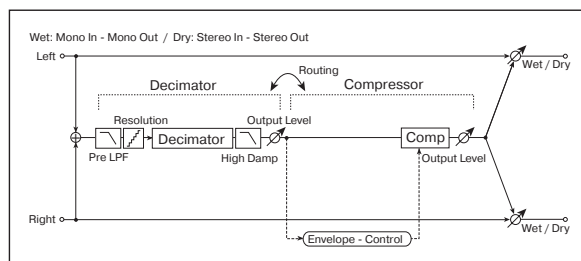 Wet: Mono In - Mono Out / Dry: Stereo In - Stereo Out
Left
Wet / Dry
Routing
Decimator
Compressor
Resolution
Output Level
Decimator
Comp
Pre LPF
High Damp
Output Level
Right
Envelope - Control
Wet / Dry